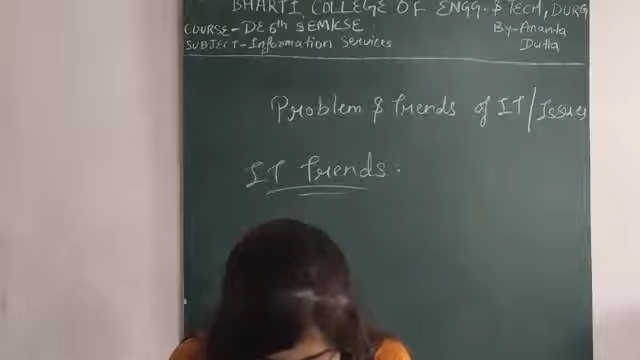 BHARTI COLLEGE OF ENGG. & TECH, DURG
COURSE-DE 6th SEM/CSE
By-Ananta
SUBJECT-Information Services
Dutta
Problem & Trends of IT/Issues
IT Trends.